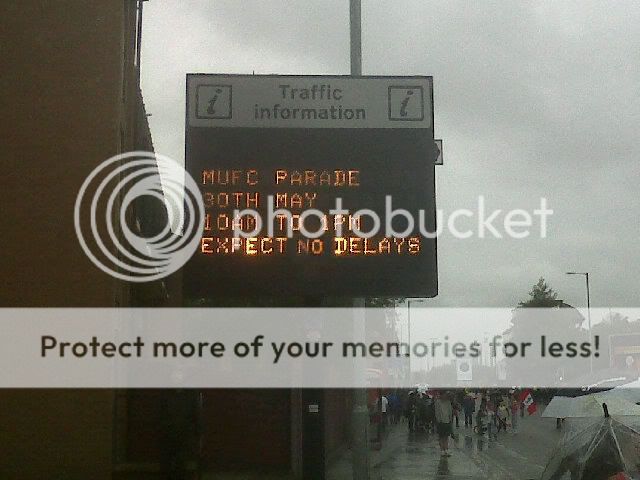 Traffic
information
MUFC PARADE
30TH MAY
10AM TO 1PM
EXPECT NO DELAYS
photobucket
Protect more of your memories for less!